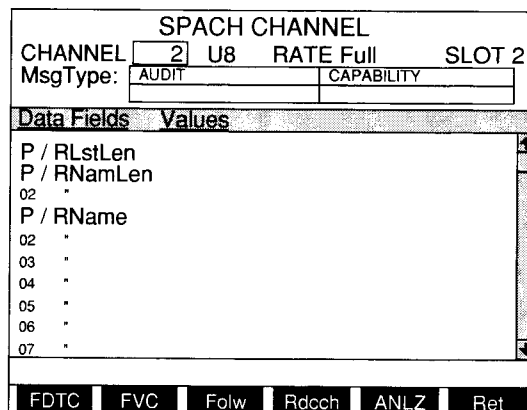 SPACH CHANNEL
CHANNEL 2 U8 RATE Full SLOT 2
MsgType: AUDIT CAPABILITY
Data Fields Values
P / RLstLen
P / RNamLen
02 "
P / RName
02 "
03 "
04 "
05 "
06 "
07 "
FDTC FVC Folw Rdcch ANLZ Ret